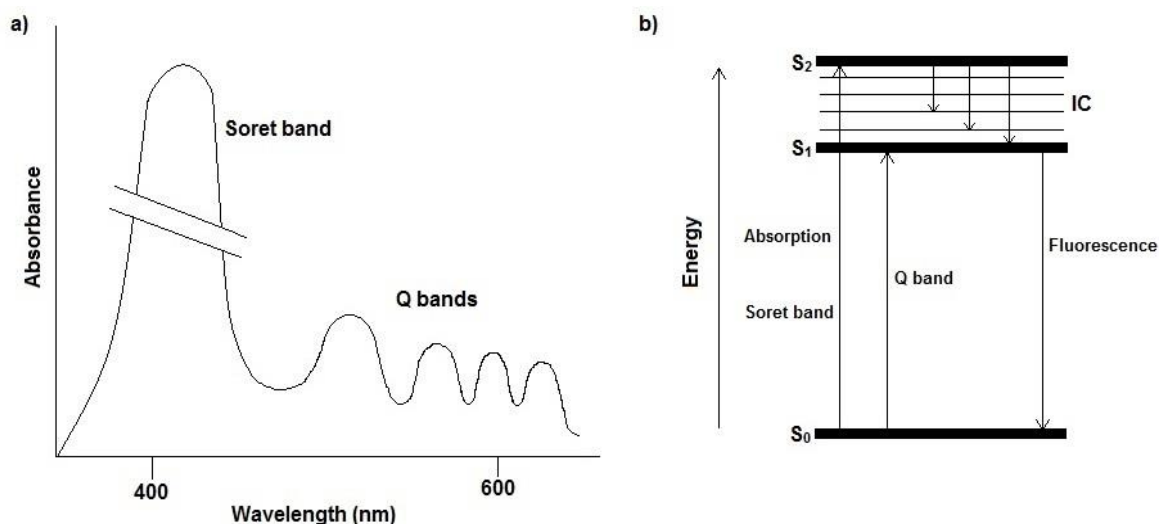 a)
Soret band
Q bands
Absorbance
400
600
Wavelength (nm)
b)
S₂
IC
S₁
Energy
Absorption
Fluorescence
Q band
Soret band
S₀